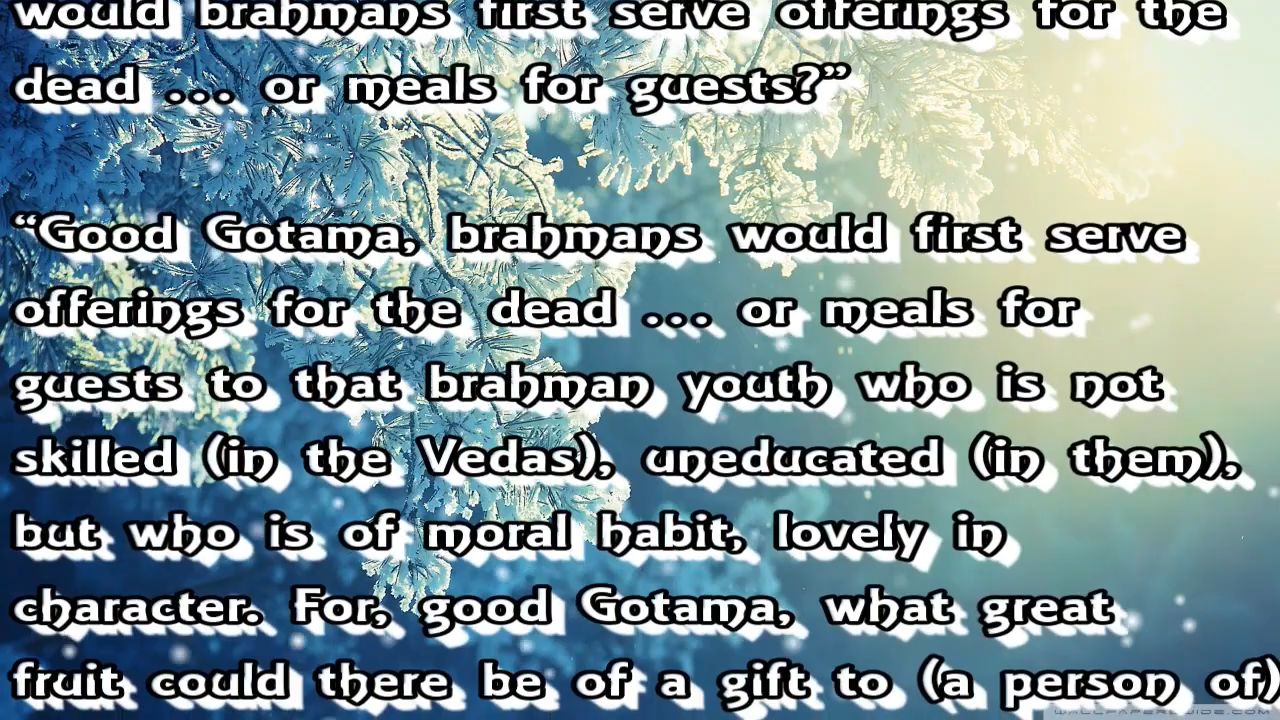 would brahmans first serve offerings for the
dead ... or meals for guests?”
“Good Gotama, brahmans would first serve
offerings for the dead ... or meals for
guests to that brahman youth who is not
skilled (in the Vedas), uneducated (in them),
but who is of moral habit, lovely in
character. For, good Gotama, what great
fruit could there be of a gift to (a person of)